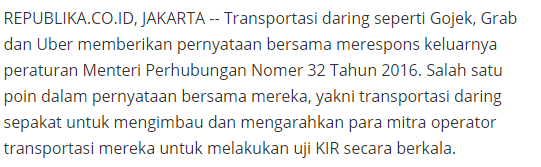 REPUBLIKA.CO.ID, JAKARTA -- Transportasi daring seperti Gojek, Grab
dan Uber memberikan pernyataan bersama merespons keluarnya
peraturan Menteri Perhubungan Nomer 32 Tahun 2016. Salah satu
poin dalam pernyataan bersama mereka, yakni transportasi daring
sepakat untuk mengimbau dan mengarahkan para mitra operator
transportasi mereka untuk melakukan uji KIR secara berkala.